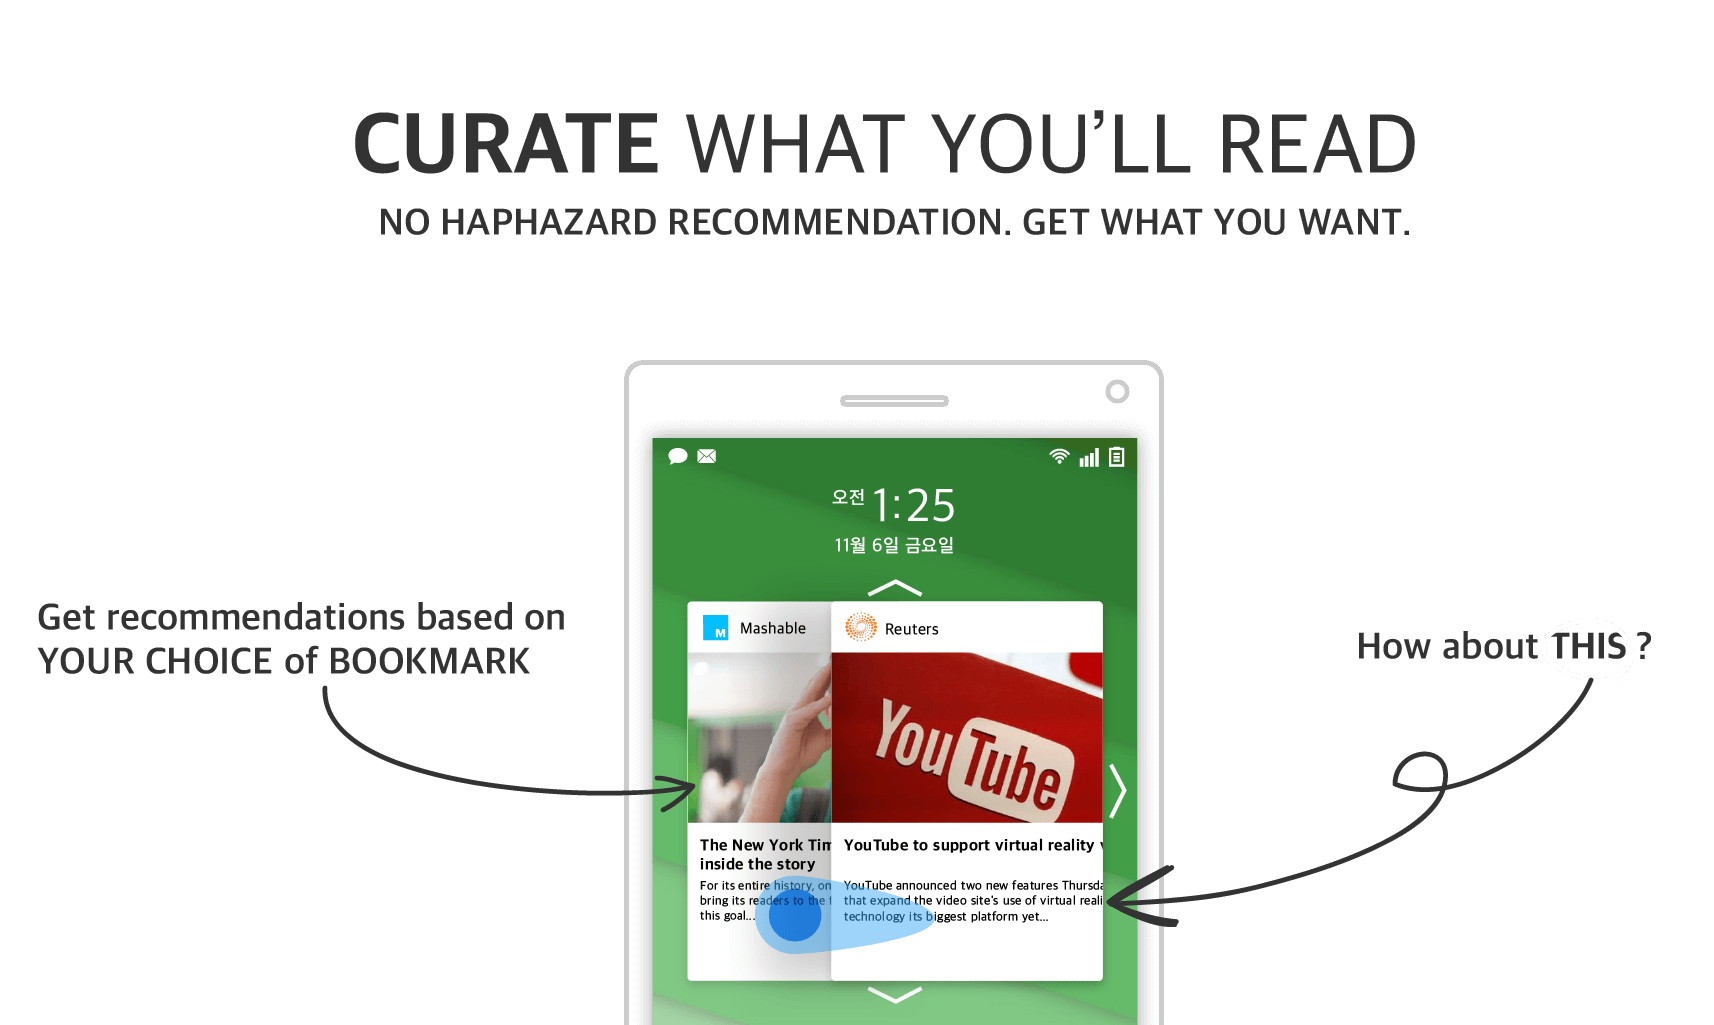 CURATE WHAT YOU’LL READ
NO HAPHAZARD RECOMMENDATION. GET WHAT YOU WANT.
오전 1:25
11월 6일 금요일
Get recommendations based on
YOUR CHOICE of BOOKMARK
How about THIS ?
M Mashable
The New York Tim
inside the story
For its entire history, on
bring its readers to the f
this goal...
Reuters
YouTube
YouTube to support virtual reality v
YouTube announced two new features Thursda
that expand the video site's use of virtual reali
technology its biggest platform yet...